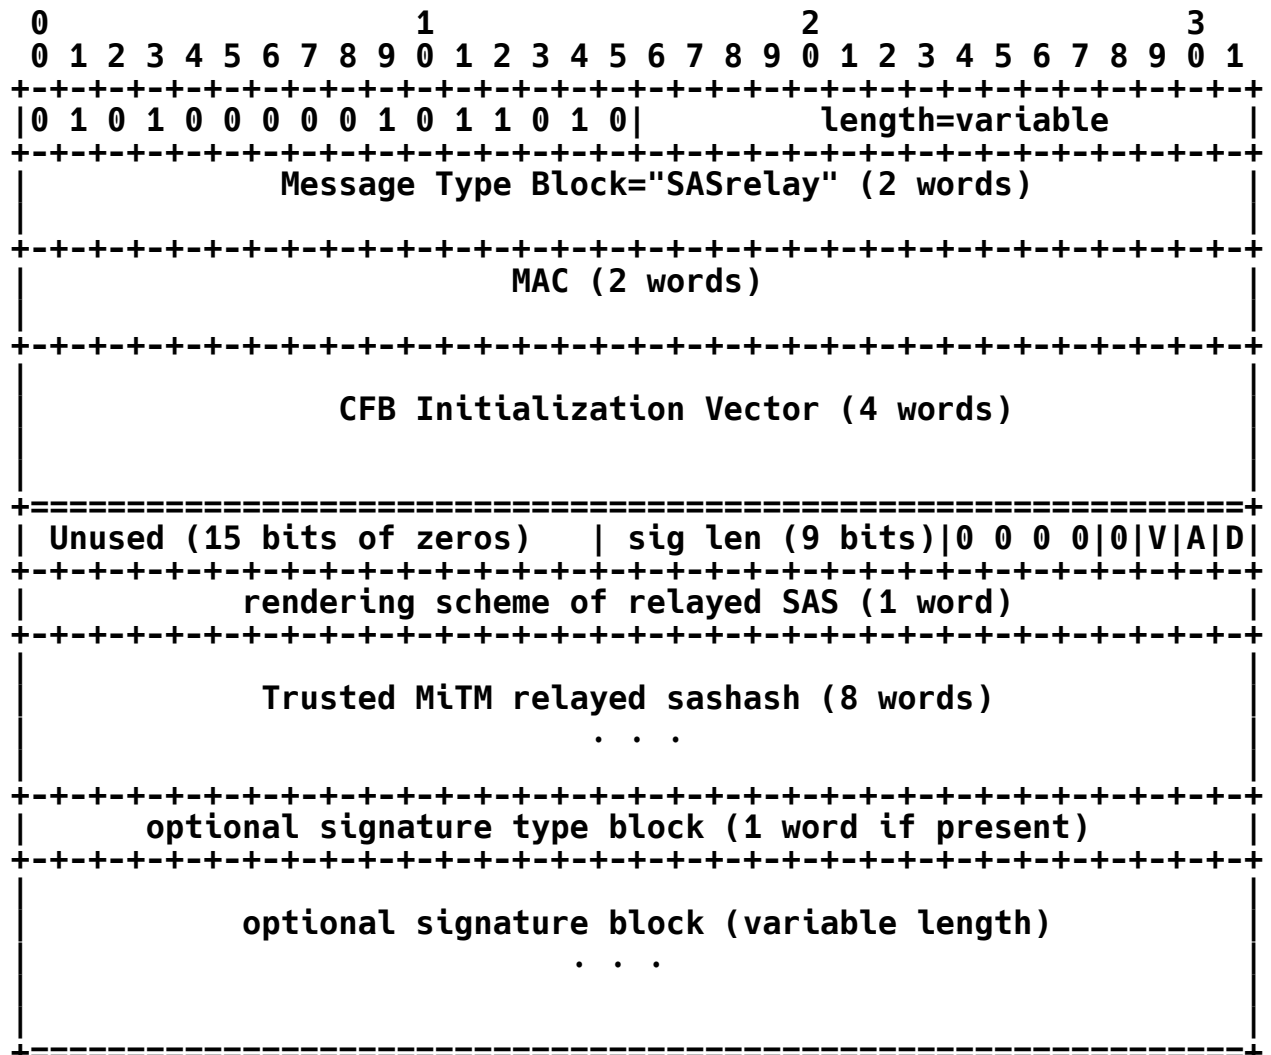 0                   1                   2                   3
0 1 2 3 4 5 6 7 8 9 0 1 2 3 4 5 6 7 8 9 0 1 2 3 4 5 6 7 8 9 0 1
+-+-+-+-+-+-+-+-+-+-+-+-+-+-+-+-+-+-+-+-+-+-+-+-+-+-+-+-+-+-+-+-+
|0 1 0 1 0 0 0 0 0 1 0 1 1 0 1 0|         length=variable       |
+-+-+-+-+-+-+-+-+-+-+-+-+-+-+-+-+-+-+-+-+-+-+-+-+-+-+-+-+-+-+-+-+
|             Message Type Block="SASrelay" (2 words)           |
+-+-+-+-+-+-+-+-+-+-+-+-+-+-+-+-+-+-+-+-+-+-+-+-+-+-+-+-+-+-+-+-+
|                         MAC (2 words)                         |
+-+-+-+-+-+-+-+-+-+-+-+-+-+-+-+-+-+-+-+-+-+-+-+-+-+-+-+-+-+-+-+-+
|                CFB Initialization Vector (4 words)            |
+===============================================================+
| Unused (15 bits of zeros)   | sig len (9 bits)|0 0 0 0|0|V|A|D|
+-+-+-+-+-+-+-+-+-+-+-+-+-+-+-+-+-+-+-+-+-+-+-+-+-+-+-+-+-+-+-+-+
|           rendering scheme of relayed SAS (1 word)            |
+-+-+-+-+-+-+-+-+-+-+-+-+-+-+-+-+-+-+-+-+-+-+-+-+-+-+-+-+-+-+-+-+
|            Trusted MiTM relayed sashash (8 words)             |
|                             . . .                             |
+-+-+-+-+-+-+-+-+-+-+-+-+-+-+-+-+-+-+-+-+-+-+-+-+-+-+-+-+-+-+-+-+
|      optional signature type block (1 word if present)        |
+-+-+-+-+-+-+-+-+-+-+-+-+-+-+-+-+-+-+-+-+-+-+-+-+-+-+-+-+-+-+-+-+
|           optional signature block (variable length)          |
|                            . . .                              |
+===============================================================+